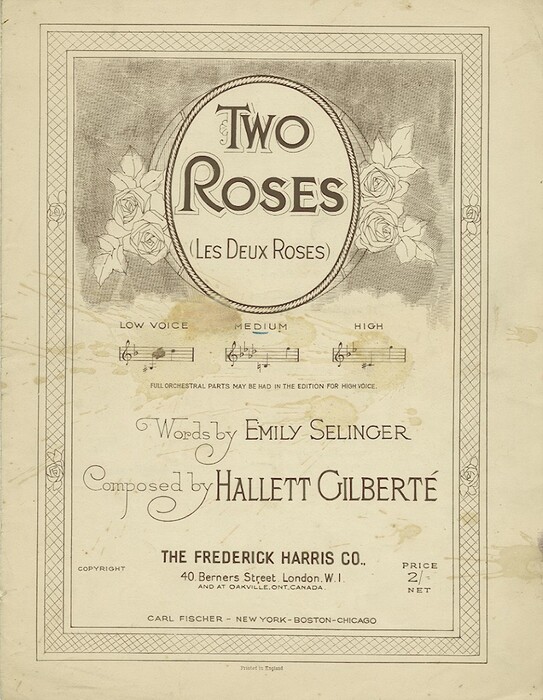 TWO
ROSES
(LES DEUX ROSES)
LOW VOICE MEDIUM HIGH
FULL ORCHESTRAL PARTS MAY BE HAD IN THE EDITION FOR HIGH VOICE.
Words by EMILY SELINGER
Composed by HALLETT GILBERTÉ
THE FREDERICK HARRIS CO.,
40, Berners Street, London, W.1.
AND AT OAKVILLE, ONT, CANADA.
COPYRIGHT
PRICE
2/-
NET
CARL FISCHER - NEW YORK - BOSTON - CHICAGO
Printed in England